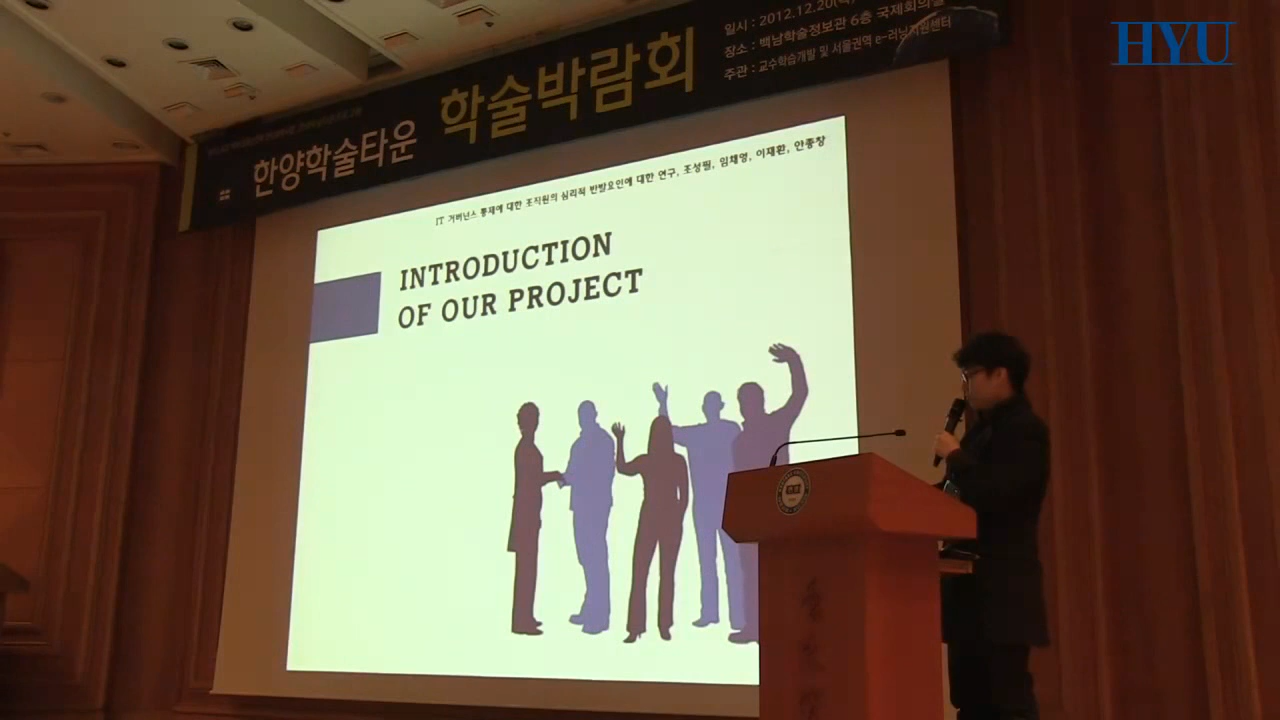 HYU
일시 : 2012.12.20
장소 : 백남학술정보관 6층 국제회의실
주관 : 교수학습개발 및 서울권역 e-러닝지원센터
한양학술타운 학술박람회
IT 거버넌스 통제에 대한 조직원의 심리적 반발요인에 대한 연구, 조성필, 임채영, 이재환, 안종창
INTRODUCTION
OF OUR PROJECT